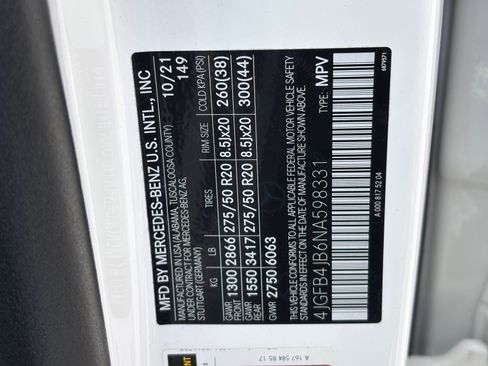 MFD BY MERCEDES-BENZ U.S. INTL., INC
MANUFACTURED IN USA (ALABAMA, TUSCALOOSA COUNTY)
MANUFACTURED FOR MERCEDES-BENZ AG,
STUTTGART (GERMANY)
10/21
149
KG LB TIRES RIM SIZE COLD KPA (PSI)
GAWR FRONT 1300 2866 275/50 R20 8.5Jx20 260(38)
GAWR REAR 1550 3417 275/50 R20 8.5Jx20 300(44)
GVWR 2750 6063
THIS VEHICLE CONFORMS TO ALL APPLICABLE FEDERAL MOTOR VEHICLE SAFETY
STANDARDS IN EFFECT ON THE DATE OF MANUFACTURE SHOWN ABOVE.
4JGFB4JB6NA598331 TYPE: MPV
A 000 817 52 04
6879571
A 167 584 85 17